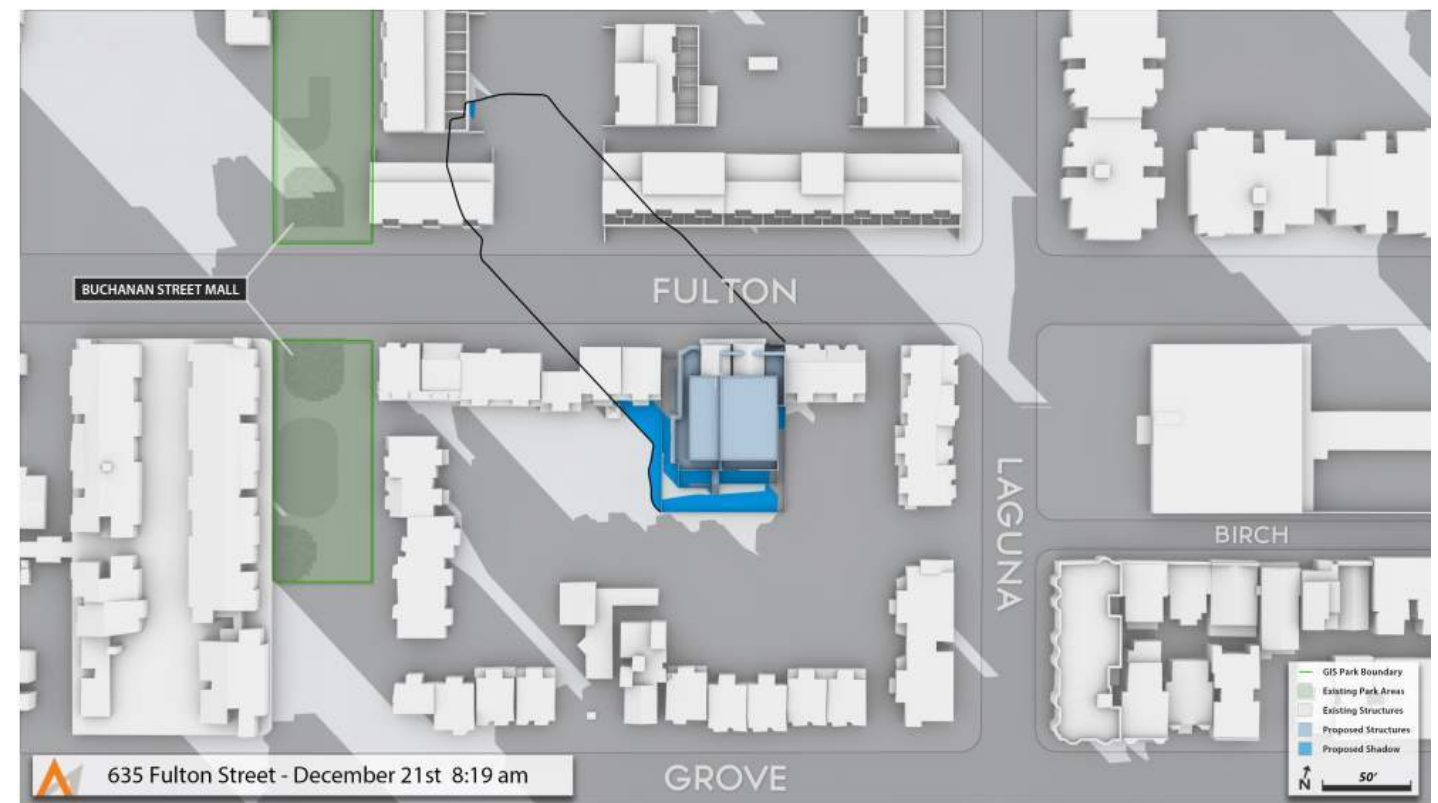 BUCHANAN STREET MALL
FULTON
LAGUNA
BIRCH
GIS Park Boundary
Existing Park Areas
Existing Structures
Proposed Structures
Proposed Shadow
N
50'
635 Fulton Street - December 21st 8:19 am
GROVE